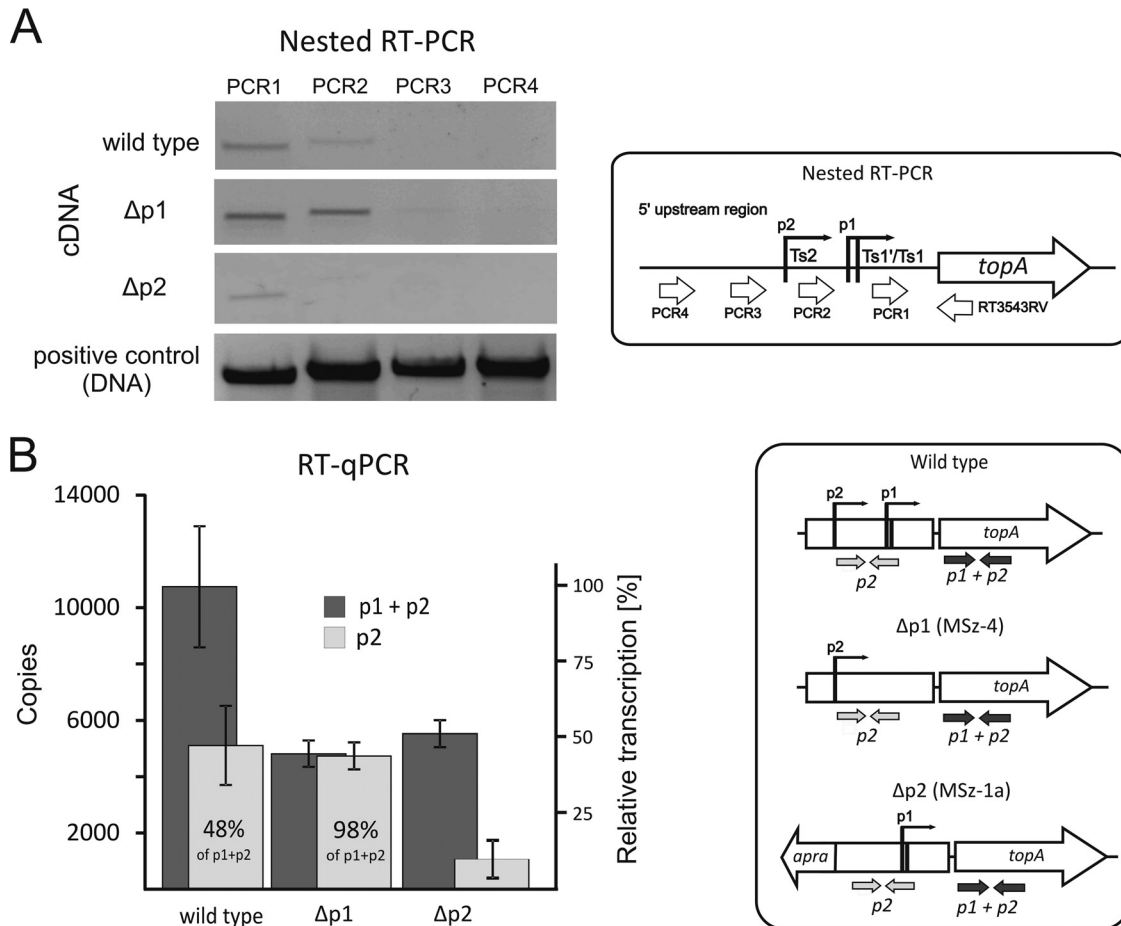 A
Nested RT-PCR
PCR1 PCR2 PCR3 PCR4
cDNA
wild type
Δp1
Δp2
positive control
(DNA)
Nested RT-PCR
5' upstream region
p2 p1
Ts2 Ts1'/Ts1
topA
PCR4 PCR3 PCR2 PCR1 RT3543RV
B
RT-qPCR
Copies
14000
10000
6000
2000
p1 + p2
p2
48%
of p1+p2
98%
of p1+p2
100
75
50
25
Relative transcription [%]
wild type Δp1 Δp2
Wild type
p2 p1
topA
p2 p1 + p2
Δp1 (MSz-4)
p2
topA
p2 p1 + p2
Δp2 (MSz-1a)
p1
apra topA
p2 p1 + p2